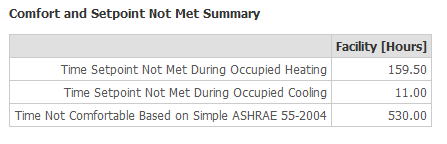 Comfort and Setpoint Not Met Summary
Facility [Hours]
Time Setpoint Not Met During Occupied Heating 159.50
Time Setpoint Not Met During Occupied Cooling 11.00
Time Not Comfortable Based on Simple ASHRAE 55-2004 530.00